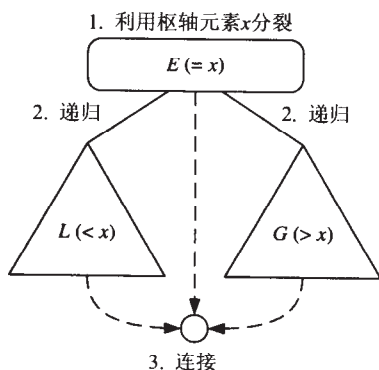 1. 利用枢轴元素x分裂
E (= x)
2. 递归
2. 递归
L (< x)
G (> x)
3. 连接